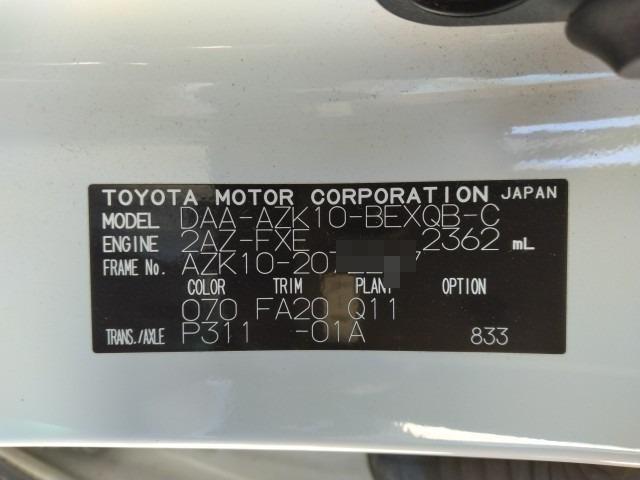 TOYOTA MOTOR CORPORATION JAPAN
MODEL DAA-AZK10-BEXQB-C
ENGINE 2AZ-FXE 2362 mL
FRAME No.
COLOR TRIM PLANT OPTION
070 FA20 Q11
TRANS./AXLE P311 -01A 833